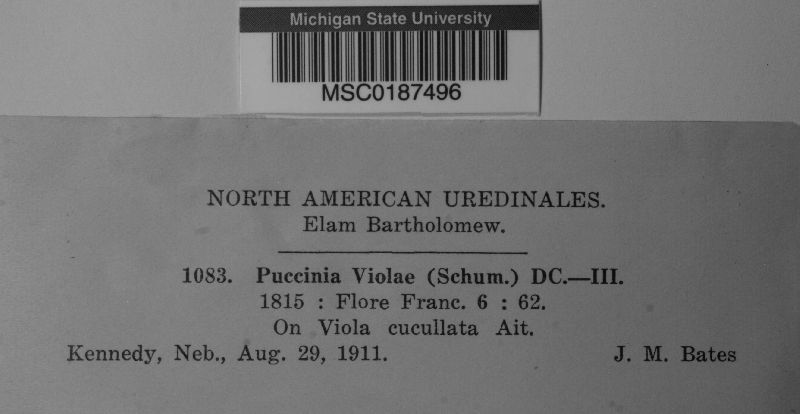 Michigan State University
MSC0187496
NORTH AMERICAN UREDINALES.
Elam Bartholomew.
1083. Puccinia Violae (Schum.) DC.—III.
1815 : Flore Franc. 6 : 62.
On Viola cucullata Ait.
Kennedy, Neb., Aug. 29, 1911. J. M. Bates